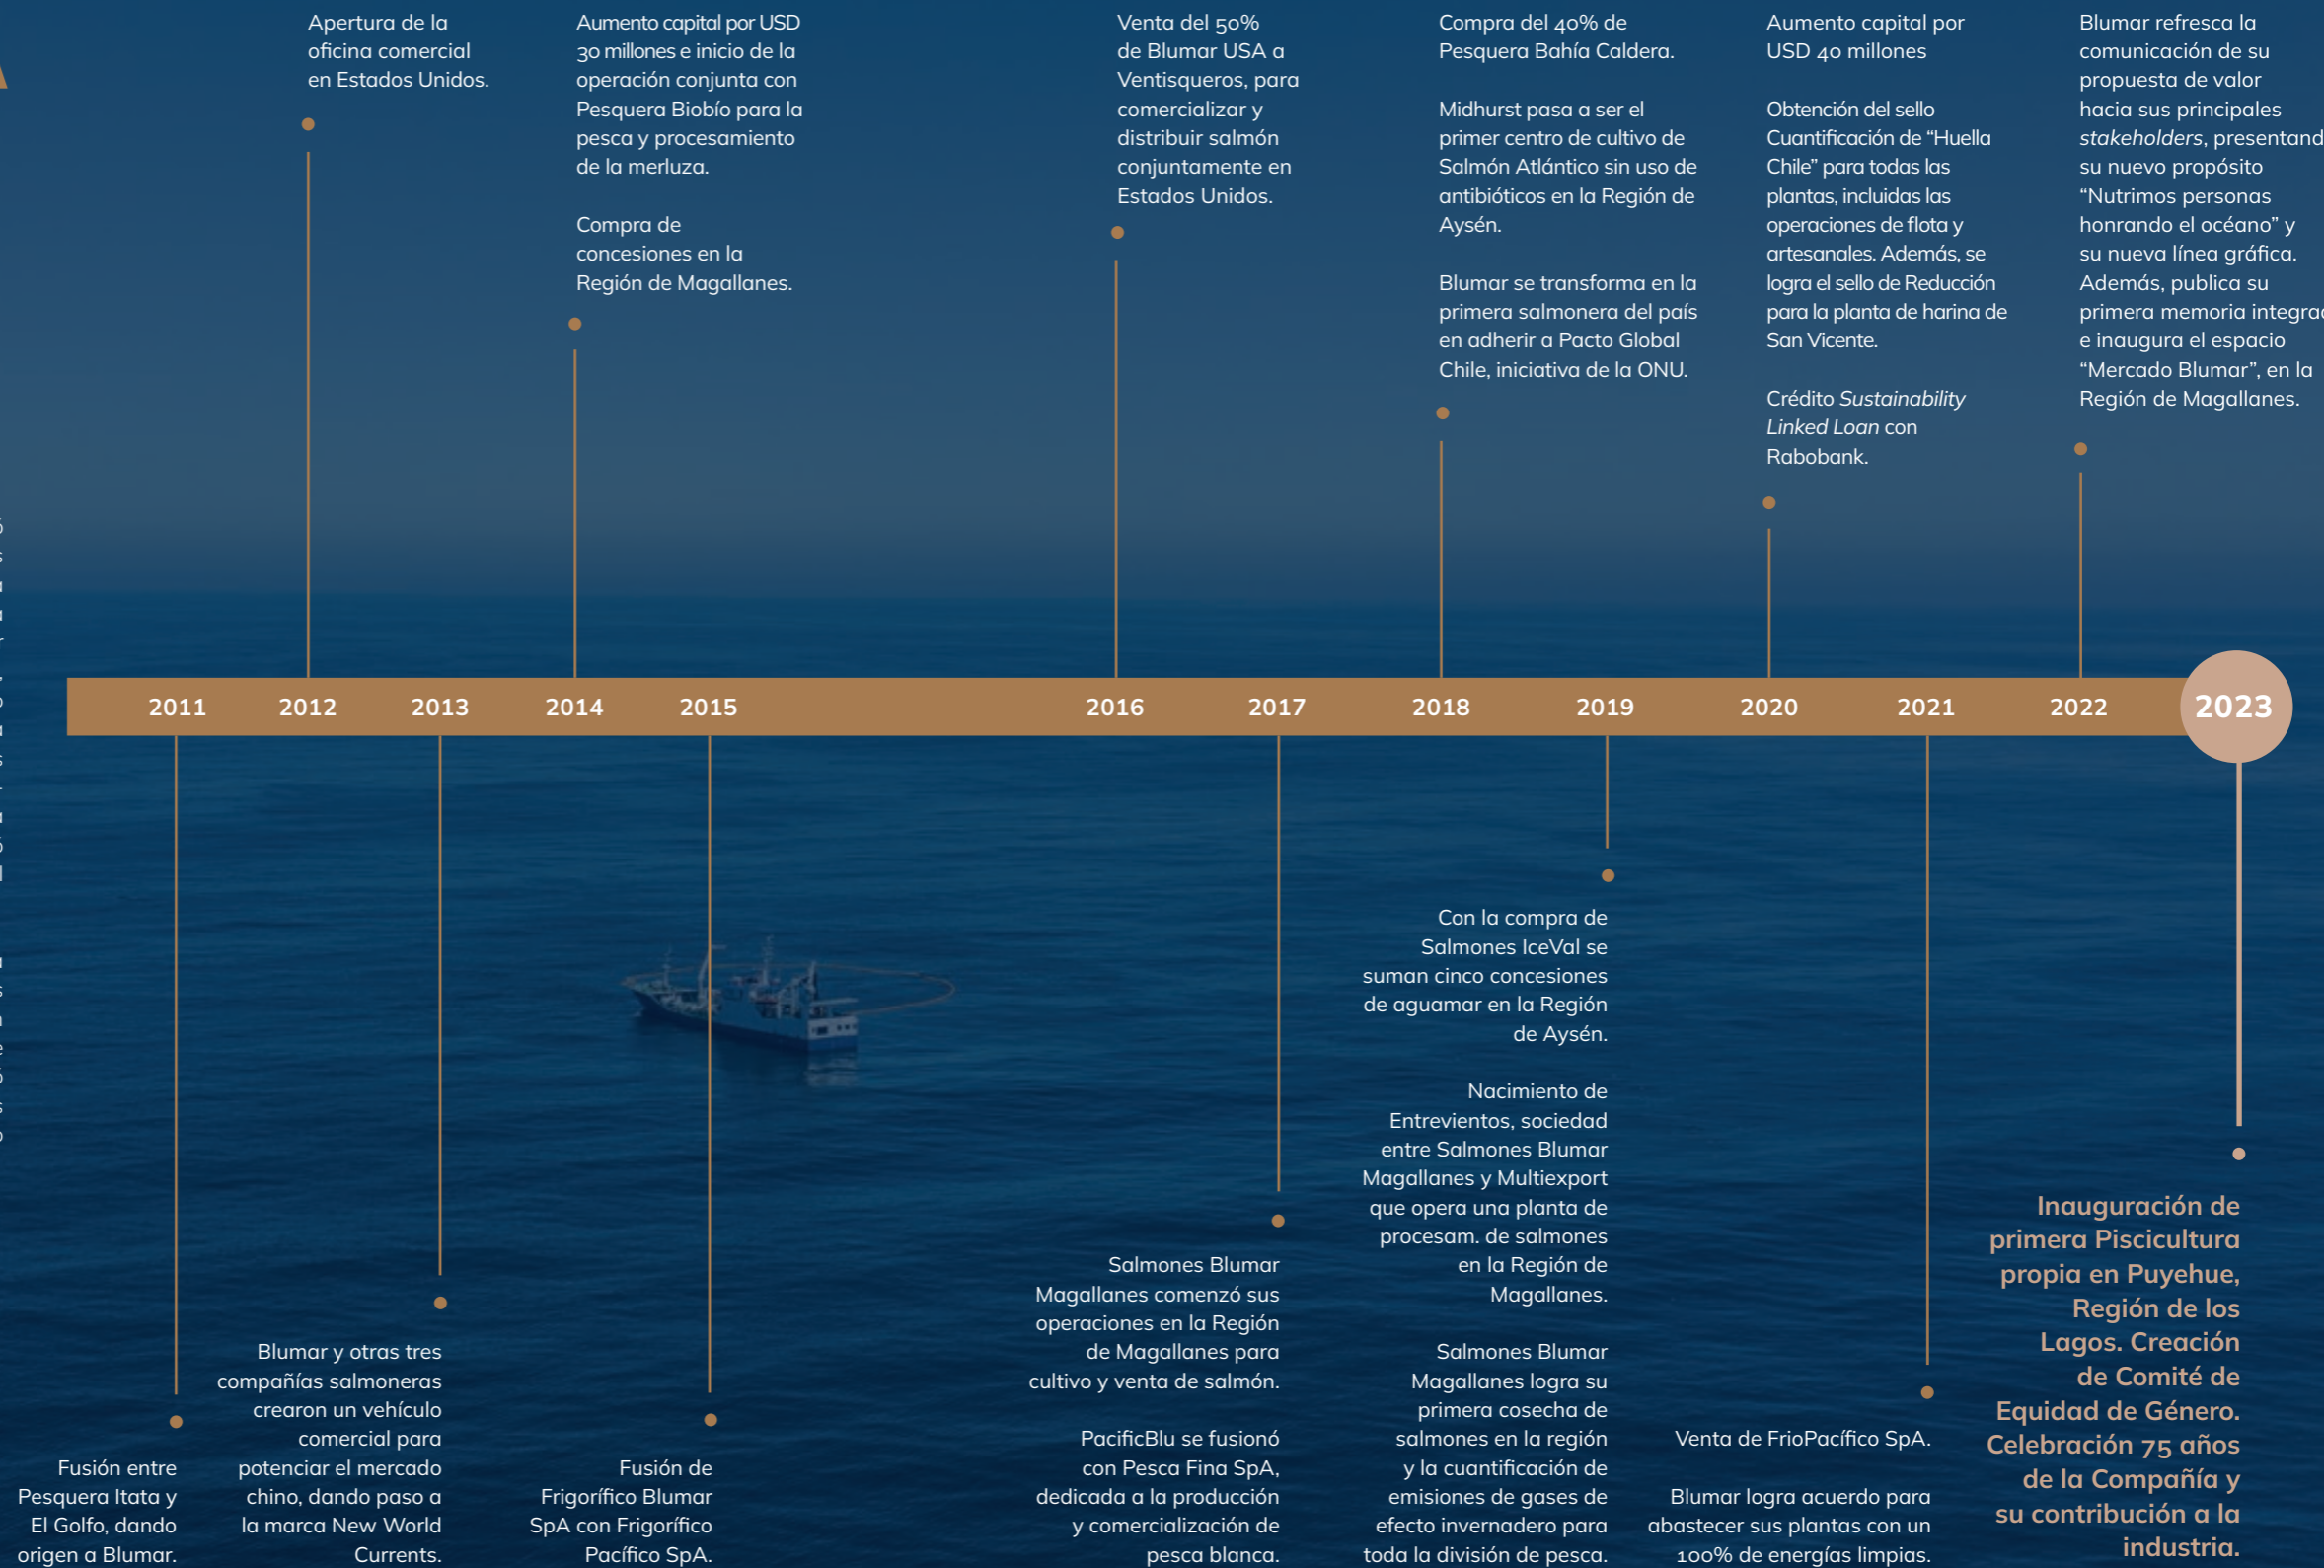 Apertura de la
oficina comercial
en Estados Unidos.
Aumento capital por USD
30 millones e inicio de la
operación conjunta con
Pesquera Biobío para la
pesca y procesamiento
de la merluza.
Compra de
concesiones en la
Región de Magallanes.
Venta del 50%
de Blumar USA a
Ventisqueros, para
comercializar y
distribuir salmón
conjuntamente en
Estados Unidos.
Compra del 40% de
Pesquera Bahía Caldera.
Midhurst pasa a ser el
primer centro de cultivo de
Salmón Atlántico sin uso de
antibióticos en la Región de
Aysén.
Blumar se transforma en la
primera salmonera del país
en adherir a Pacto Global
Chile, iniciativa de la ONU.
Aumento capital por
USD 40 millones
Obtención del sello
Cuantificación de “Huella
Chile” para todas las
plantas, incluidas las
operaciones de flota y
artesanales. Además, se
logra el sello de Reducción
para la planta de harina de
San Vicente.
Crédito Sustainability
Linked Loan con
Rabobank.
Blumar refresca la
comunicación de su
propuesta de valor
hacia sus principales
stakeholders, presentand
su nuevo propósito
“Nutrimos personas
honrando el océano” y
su nueva línea gráfica.
Además, publica su
primera memoria integrad
e inaugura el espacio
“Mercado Blumar”, en la
Región de Magallanes.
2011 2012 2013 2014 2015 2016 2017 2018 2019 2020 2021 2022 2023
Fusión entre
Pesquera Itata y
El Golfo, dando
origen a Blumar.
Blumar y otras tres
compañías salmoneras
crearon un vehículo
comercial para
potenciar el mercado
chino, dando paso a
la marca New World
Currents.
Fusión de
Frigorífico Blumar
SpA con Frigorífico
Pacífico SpA.
Salmones Blumar
Magallanes comenzó sus
operaciones en la Región
de Magallanes para
cultivo y venta de salmón.
PacificBlu se fusionó
con Pesca Fina SpA,
dedicada a la producción
y comercialización de
pesca blanca.
Con la compra de
Salmones IceVal se
suman cinco concesiones
de aguamar en la Región
de Aysén.
Nacimiento de
Entrevientos, sociedad
entre Salmones Blumar
Magallanes y Multiexport
que opera una planta de
procesam. de salmones
en la Región de
Magallanes.
Salmones Blumar
Magallanes logra su
primera cosecha de
salmones en la región
y la cuantificación de
emisiones de gases de
efecto invernadero para
toda la división de pesca.
Venta de FrioPacífico SpA.
Blumar logra acuerdo para
abastecer sus plantas con un
100% de energías limpias.
Inauguración de
primera Piscicultura
propia en Puyehue,
Región de los
Lagos. Creación
de Comité de
Equidad de Género.
Celebración 75 años
de la Compañía y
su contribución a la
industria.